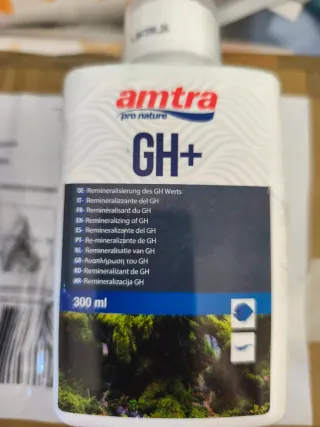 amtra
pro nature
GH+
DE- Remineralisierung des GH Werts
IT- Remineralizzante del GH
FR- Reminéralisant du GH
EN- Remineralizing of GH
ES- Remineralizante del GH
PT- Re-mineralizante do GH
NL- Remineralisatie van GH
GR- Αναπλήρωση του GH
RO- Remineralizant de GH
HR- Remineralizacija GH
300 ml